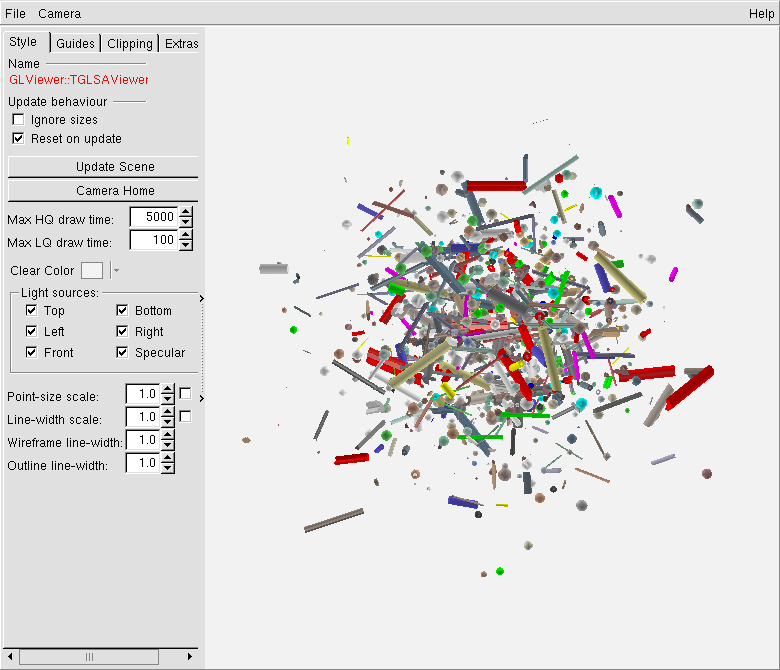 File Camera Help
Style Guides Clipping Extras
Name
GLViewer::TGLSAViewer
Update behaviour
Ignore sizes
Reset on update
Update Scene
Camera Home
Max HQ draw time: 5000
Max LQ draw time: 100
Clear Color
Light sources:
Top Bottom
Left Right
Front Specular
Point-size scale: 1.0
Line-width scale: 1.0
Wireframe line-width: 1.0
Outline line-width: 1.0